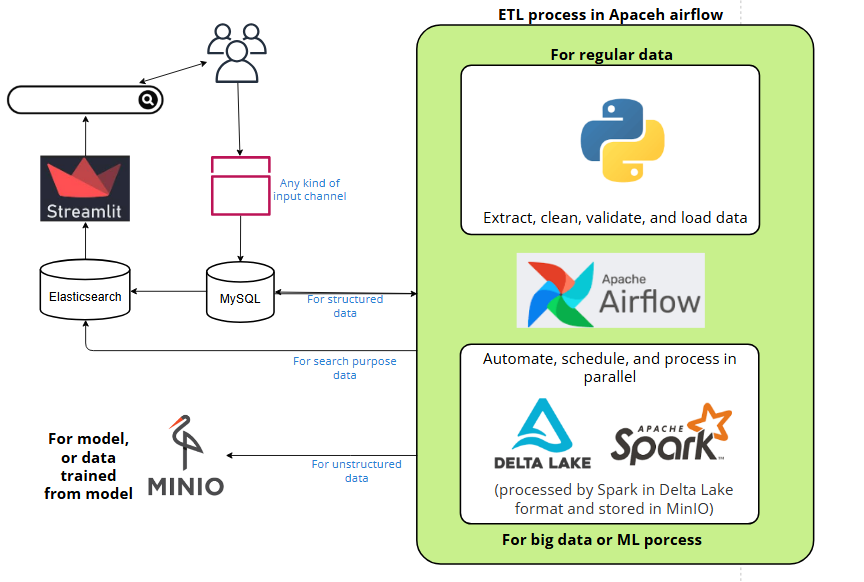 ETL process in Apaceh airflow
For regular data
Extract, clean, validate, and load data
Streamlit
Any kind of
input channel
Elasticsearch
MySQL
For structured
data
Apache
Airflow
For search purpose
data
Automate, schedule, and process in
parallel
DELTA LAKE
APACHE
Spark
(processed by Spark in Delta Lake
format and stored in MinIO)
For big data or ML porcess
For model,
or data
trained
from model
MINIO
For unstructured
data